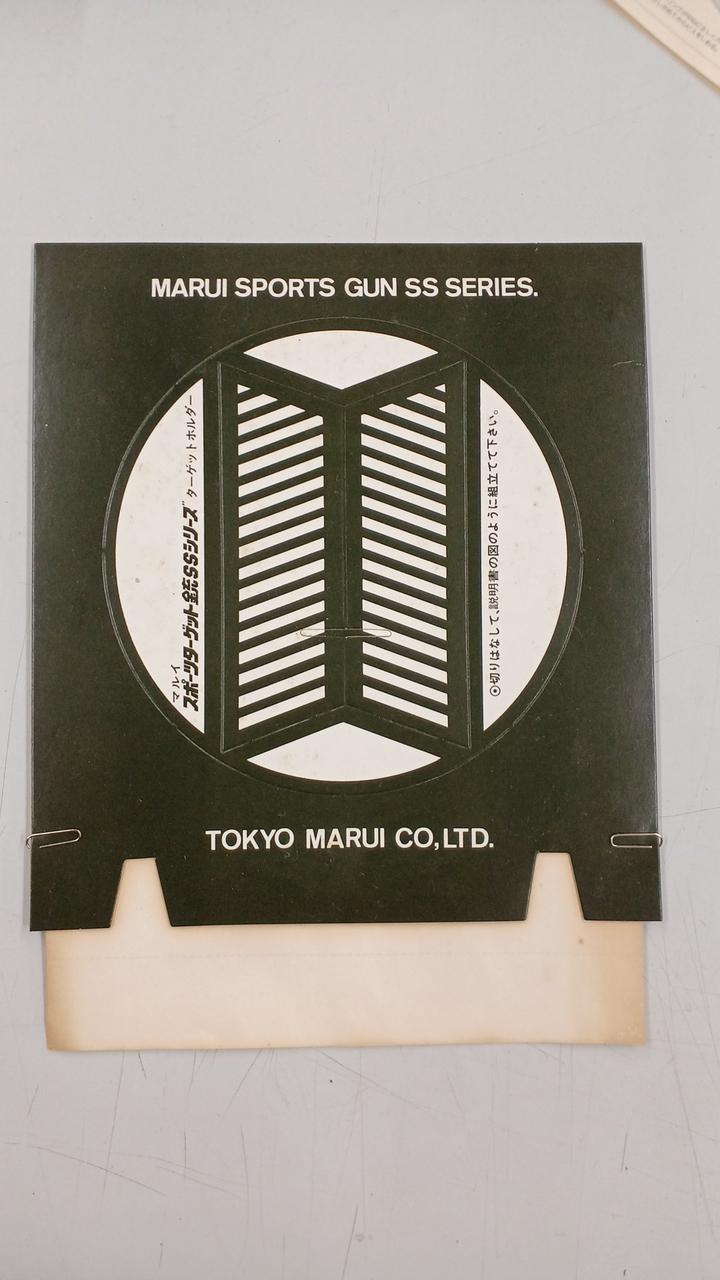 MARUI SPORTS GUN SS SERIES.
マルイ
スポーツターゲット銃SSシリーズ ターゲットホルダー
◎切りはなして、説明書の図のように組立てて下さい。
TOKYO MARUI CO,LTD.